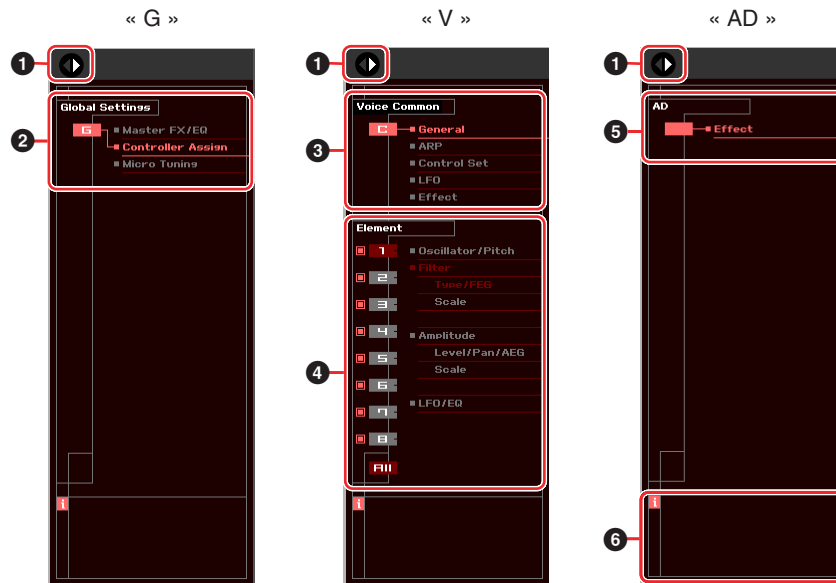 « G »
« V »
« AD »
1
Global Settings
2
G
Master FX/EQ
Controller Assign
Micro Tuning
i
1
Voice Common
3
C
General
ARP
Control Set
LFO
Effect
Element
1
Oscillator/Pitch
Filter
2
Type/FEG
3
Scale
4
Amplitude
4
5
Level/Pan/AEG
Scale
6
7
LFO/EQ
8
All
i
1
AD
5
Effect
i
6